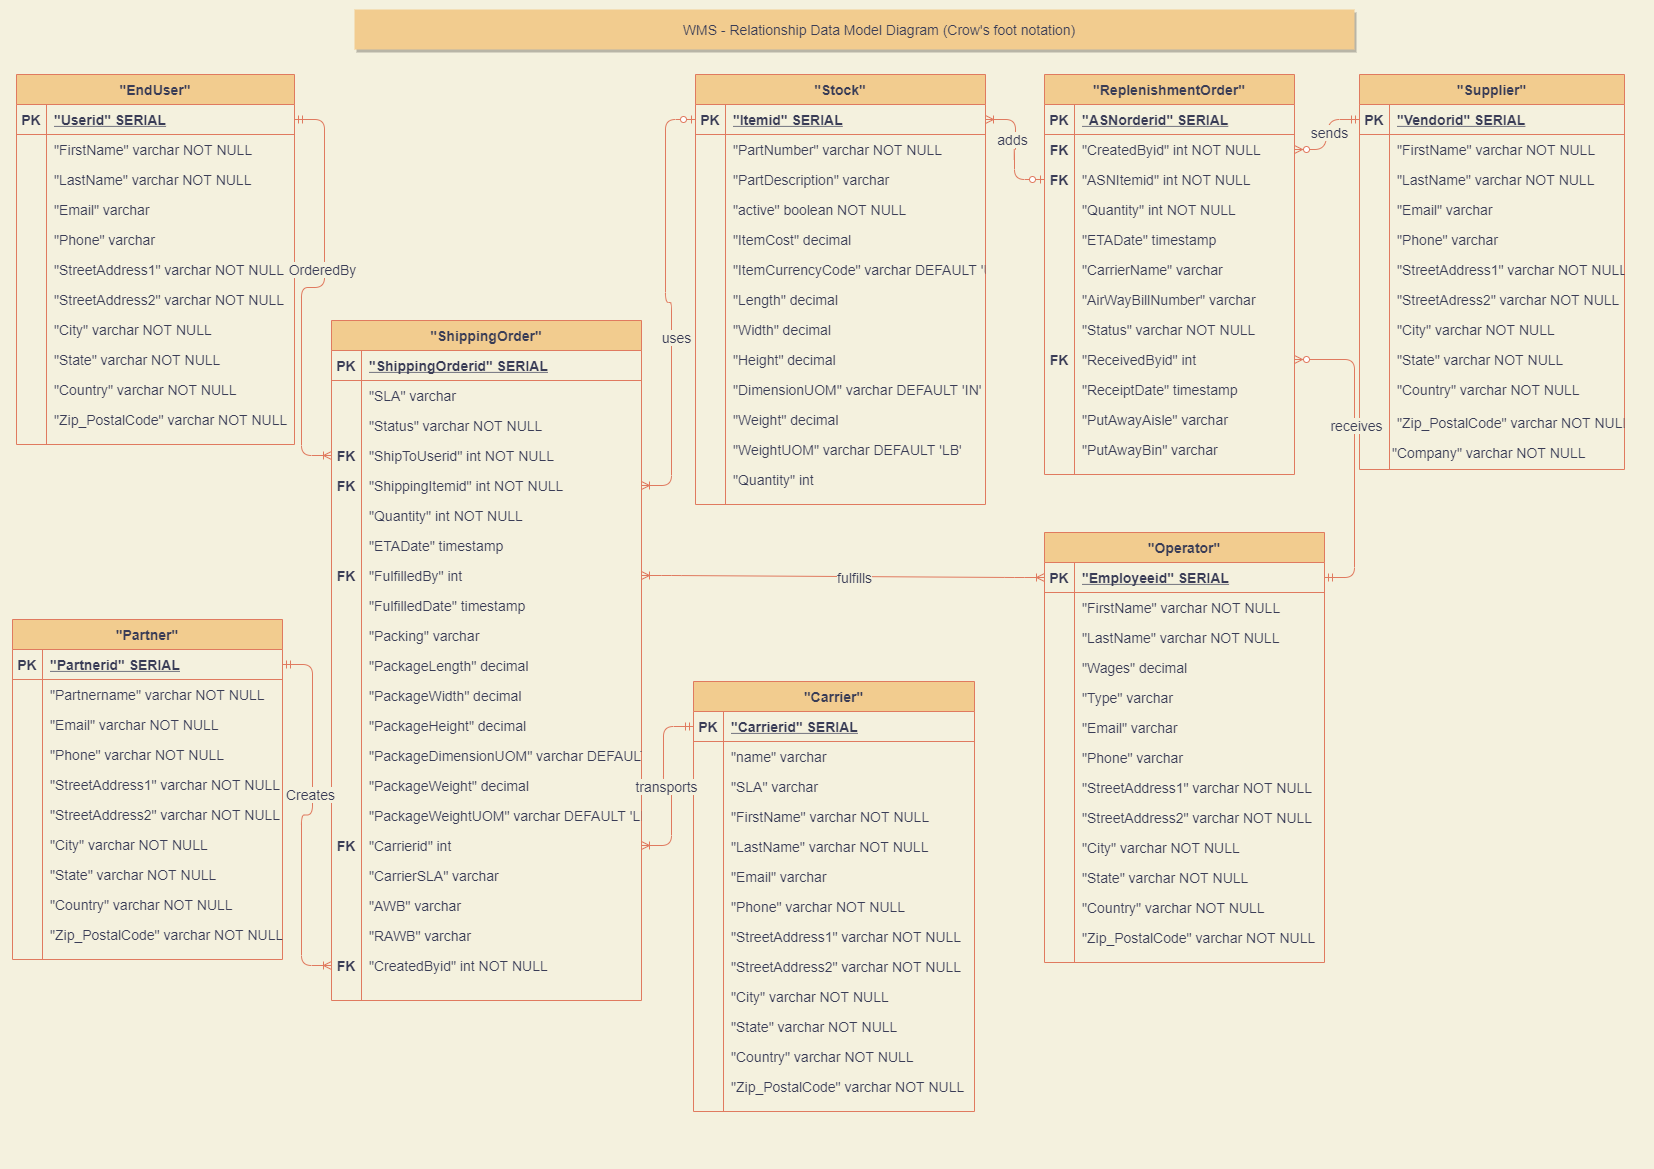 WMS - Relationship Data Model Diagram (Crow's foot notation)
"EndUser"
PK "Userid" SERIAL
"FirstName" varchar NOT NULL
"LastName" varchar NOT NULL
"Email" varchar
"Phone" varchar
"StreetAddress1" varchar NOT NULL
"StreetAddress2" varchar NOT NULL
"City" varchar NOT NULL
"State" varchar NOT NULL
"Country" varchar NOT NULL
"Zip_PostalCode" varchar NOT NULL
OrderedBy
"Partner"
PK "Partnerid" SERIAL
"Partnername" varchar NOT NULL
"Email" varchar NOT NULL
"Phone" varchar NOT NULL
"StreetAddress1" varchar NOT NULL
"StreetAddress2" varchar NOT NULL
"City" varchar NOT NULL
"State" varchar NOT NULL
"Country" varchar NOT NULL
"Zip_PostalCode" varchar NOT NULL
Creates
"ShippingOrder"
PK "ShippingOrderid" SERIAL
"SLA" varchar
"Status" varchar NOT NULL
FK "ShipToUserid" int NOT NULL
FK "ShippingItemid" int NOT NULL
"Quantity" int NOT NULL
"ETADate" timestamp
FK "FulfilledBy" int
"FulfilledDate" timestamp
"Packing" varchar
"PackageLength" decimal
"PackageWidth" decimal
"PackageHeight" decimal
"PackageDimensionUOM" varchar DEFAUL
"PackageWeight" decimal
"PackageWeightUOM" varchar DEFAULT 'L
FK "Carrierid" int
"CarrierSLA" varchar
"AWB" varchar
"RAWB" varchar
FK "CreatedByid" int NOT NULL
uses
fulfills
transports
"Stock"
PK "Itemid" SERIAL
"PartNumber" varchar NOT NULL
"PartDescription" varchar
"active" boolean NOT NULL
"ItemCost" decimal
"ItemCurrencyCode" varchar DEFAULT '
"Length" decimal
"Width" decimal
"Height" decimal
"DimensionUOM" varchar DEFAULT 'IN'
"Weight" decimal
"WeightUOM" varchar DEFAULT 'LB'
"Quantity" int
adds
"Carrier"
PK "Carrierid" SERIAL
"name" varchar
"SLA" varchar
"FirstName" varchar NOT NULL
"LastName" varchar NOT NULL
"Email" varchar
"Phone" varchar NOT NULL
"StreetAddress1" varchar NOT NULL
"StreetAddress2" varchar NOT NULL
"City" varchar NOT NULL
"State" varchar NOT NULL
"Country" varchar NOT NULL
"Zip_PostalCode" varchar NOT NULL
"ReplenishmentOrder"
PK "ASNorderid" SERIAL
FK "CreatedByid" int NOT NULL
FK "ASNItemid" int NOT NULL
"Quantity" int NOT NULL
"ETADate" timestamp
"CarrierName" varchar
"AirWayBillNumber" varchar
"Status" varchar NOT NULL
FK "ReceivedByid" int
"ReceiptDate" timestamp
"PutAwayAisle" varchar
"PutAwayBin" varchar
sends
receives
"Supplier"
PK "Vendorid" SERIAL
"FirstName" varchar NOT NULL
"LastName" varchar NOT NULL
"Email" varchar
"Phone" varchar
"StreetAddress1" varchar NOT NULL
"StreetAdress2" varchar NOT NULL
"City" varchar NOT NULL
"State" varchar NOT NULL
"Country" varchar NOT NULL
"Zip_PostalCode" varchar NOT NUL
"Company" varchar NOT NULL
"Operator"
PK "Employeeid" SERIAL
"FirstName" varchar NOT NULL
"LastName" varchar NOT NULL
"Wages" decimal
"Type" varchar
"Email" varchar
"Phone" varchar
"StreetAddress1" varchar NOT NULL
"StreetAddress2" varchar NOT NULL
"City" varchar NOT NULL
"State" varchar NOT NULL
"Country" varchar NOT NULL
"Zip_PostalCode" varchar NOT NULL